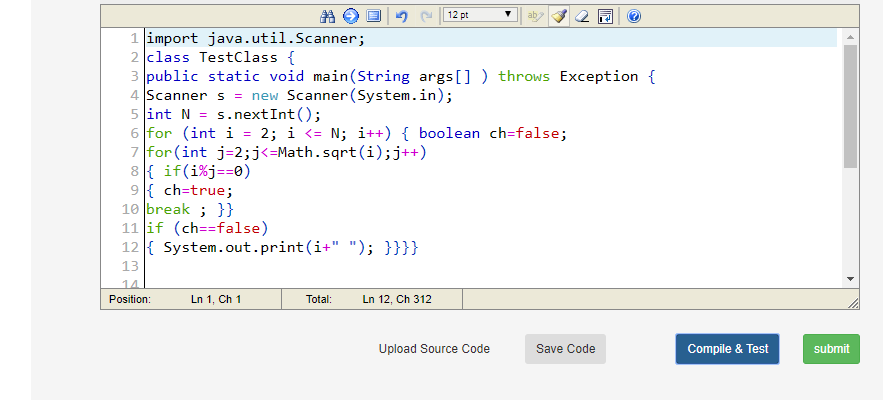 12 pt
1 import java.util.Scanner;
2 class TestClass {
3 public static void main(String args[] ) throws Exception {
4 Scanner s = new Scanner(System.in);
5 int N = s.nextInt();
6 for (int i = 2; i <= N; i++) { boolean ch=false;
7 for(int j=2;j<=Math.sqrt(i);j++)
8 { if(i%j==0)
9 { ch=true;
10 break ; }}
11 if (ch==false)
12 { System.out.print(i+" "); }}}}
13
14
Position: Ln 1, Ch 1 Total: Ln 12, Ch 312
Upload Source Code Save Code Compile & Test submit